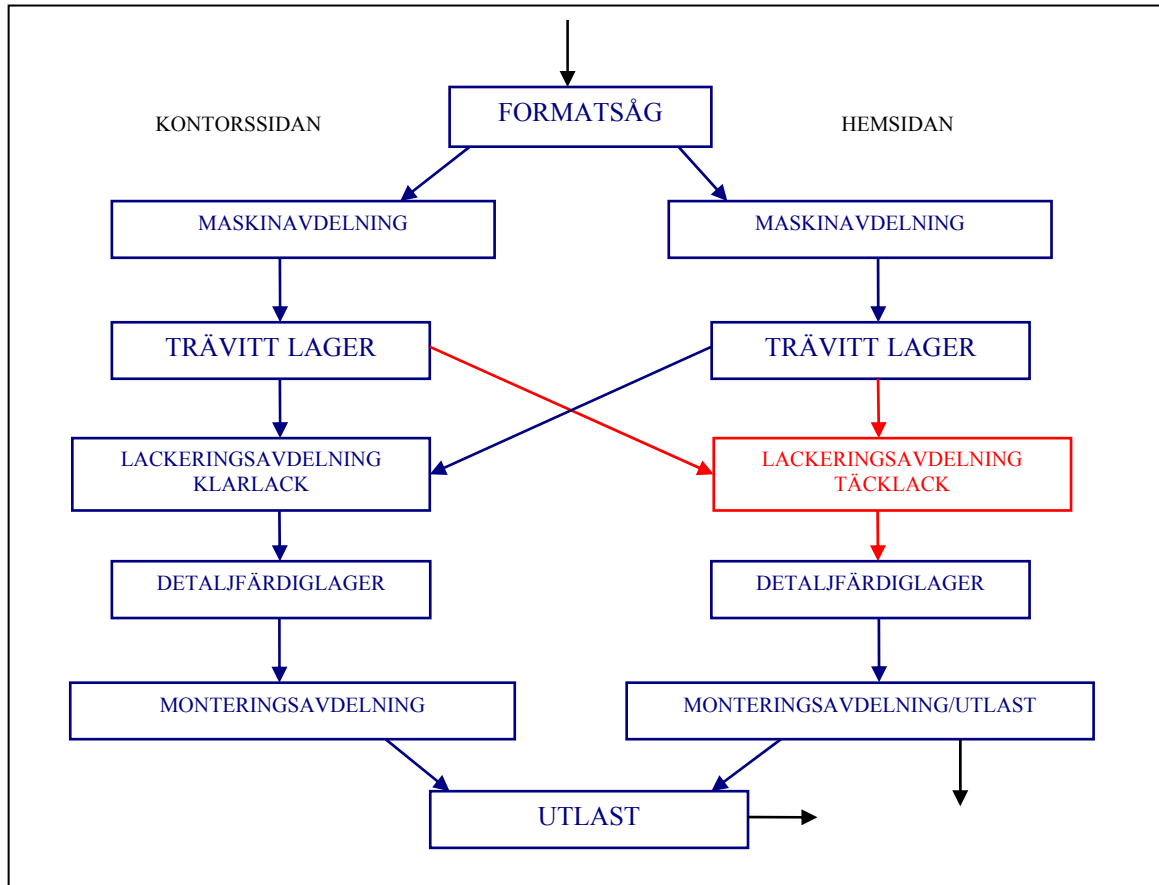 FORMATSÅG
KONTORSSIDAN
HEMSIDAN
MASKINAVDELNING
MASKINAVDELNING
TRÄVITT LAGER
TRÄVITT LAGER
LACKERINGSAVDELNING
KLARLACK
LACKERINGSAVDELNING
TÄCKLACK
DETALJFÄRDIGLAGER
DETALJFÄRDIGLAGER
MONTERINGSAVDELNING
MONTERINGSAVDELNING/UTLAST
UTLAST